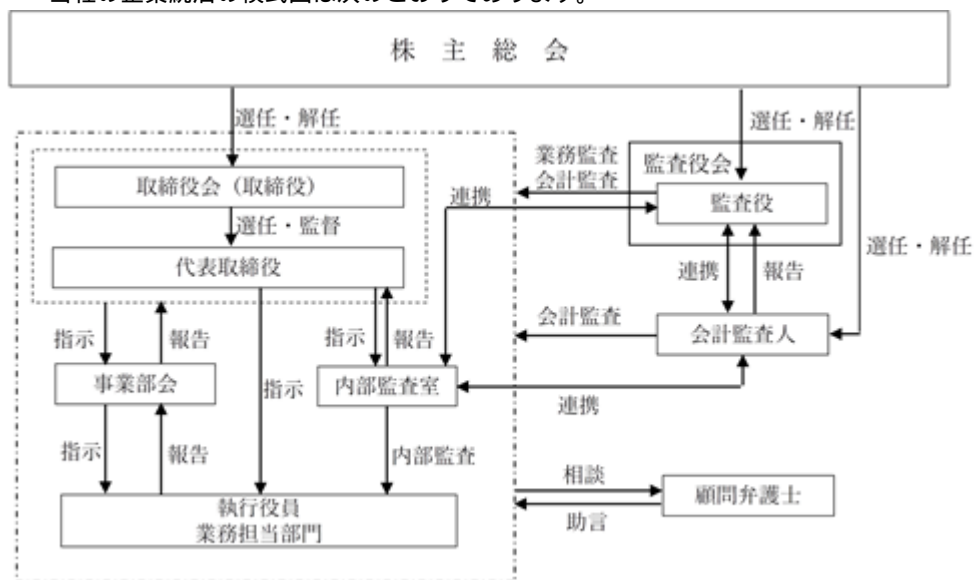 当社の企業統治の模式図は次のとおりであります。
株主総会
選任・解任
選任・解任
業務監査
会計監査
監査役会
取締役会（取締役）
連携
監査役
選任・監督
選任・解任
代表取締役
連携
報告
指示
報告
指示
報告
会計監査
会計監査人
事業部会
指示
内部監査室
連携
指示
報告
内部監査
相談
顧問弁護士
執行役員
業務担当部門
助言